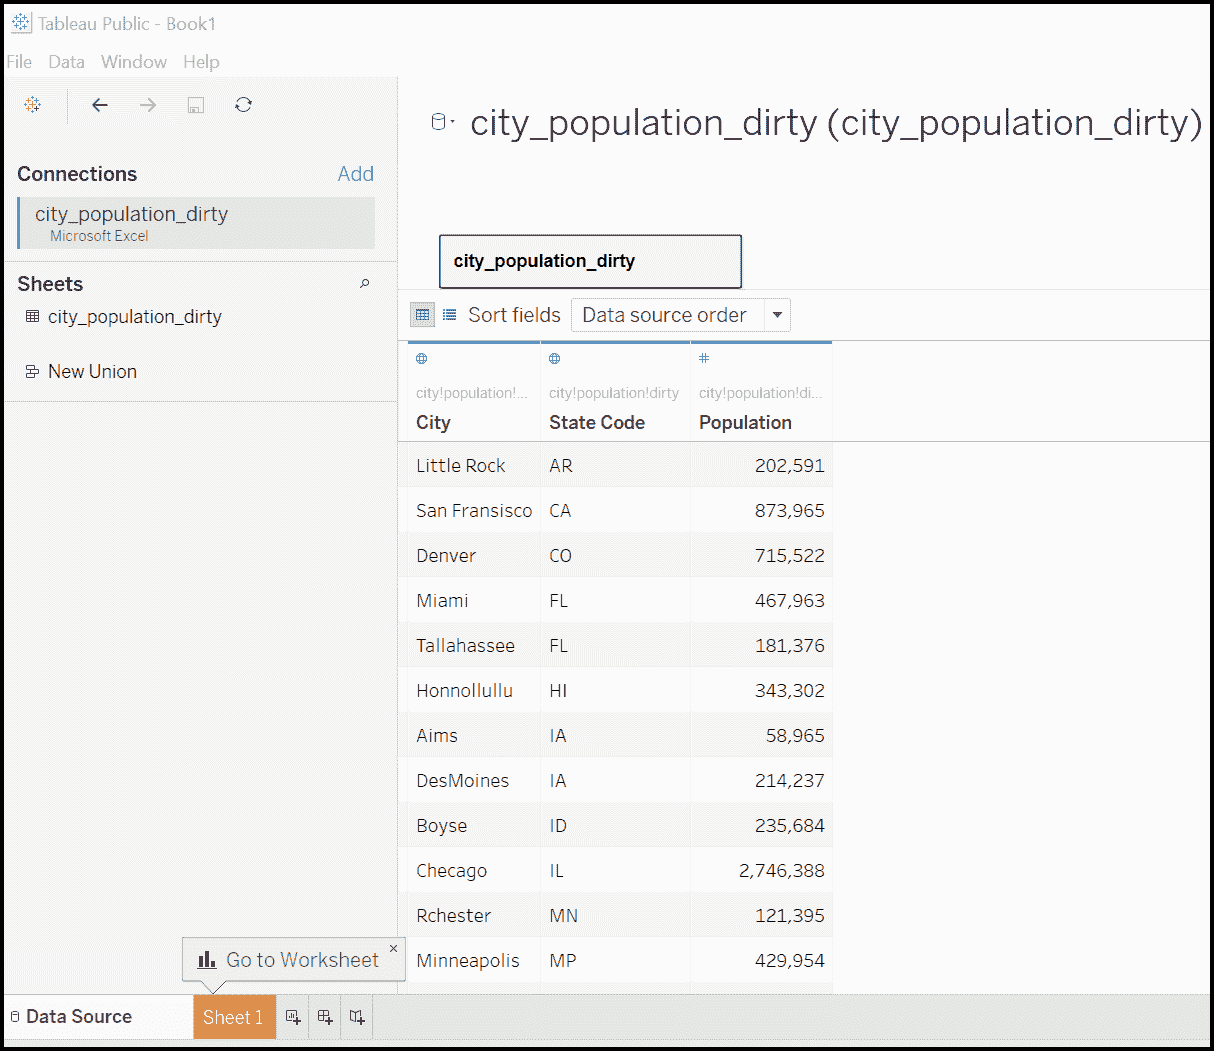 Tableau Public - Book1
File Data Window Help
city_population_dirty (city_population_dirty)
Connections Add
city_population_dirty
Microsoft Excel
Sheets
city_population_dirty
New Union
city_population_dirty
Sort fields Data source order
city!population!... city!population!dirty city!population!di...
City State Code Population
Little Rock AR 202,591
San Fransisco CA 873,965
Denver CO 715,522
Miami FL 467,963
Tallahassee FL 181,376
Honnollullu HI 343,302
Aims IA 58,965
DesMoines IA 214,237
Boyse ID 235,684
Checago IL 2,746,388
Rchester MN 121,395
Minneapolis MP 429,954
Go to Worksheet ×
Data Source Sheet 1